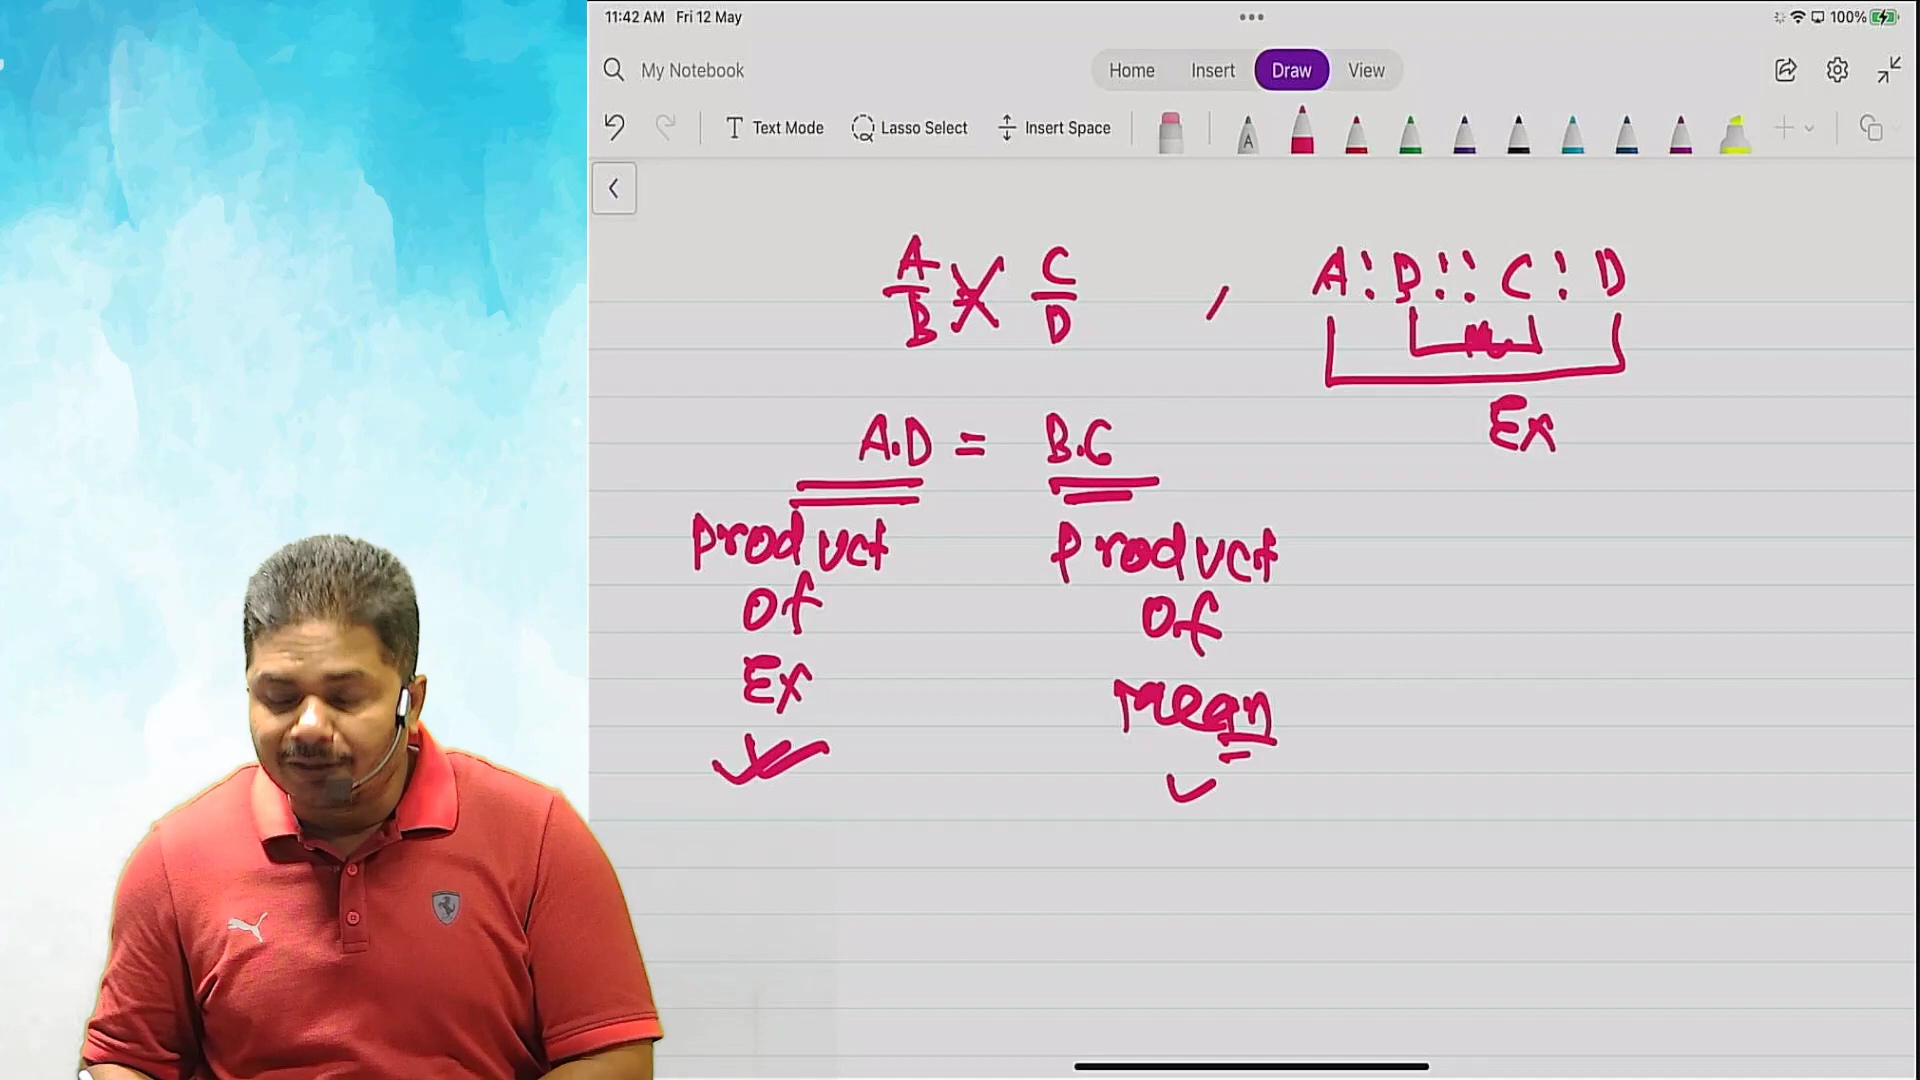 11:42 AM Fri 12 May
100%
My Notebook
Home Insert Draw View
Text Mode Lasso Select Insert Space
A
A/B = C/D , A : B :: C : D
m
Ex
A.D = B.C
Product Product
of of
Ex mean